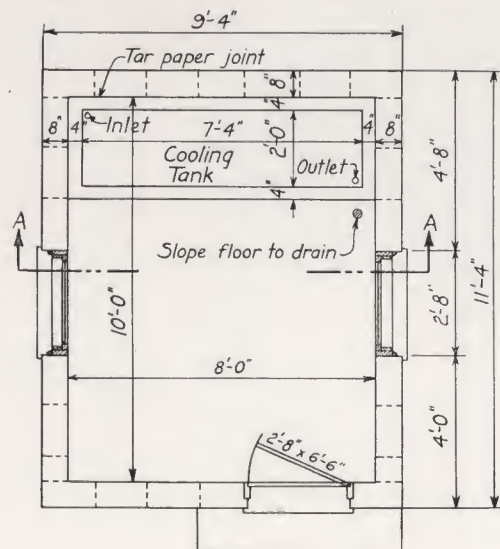 9'-4"
Tar paper joint
8"
4"
8"
4"
Inlet
7'-4"
2'-0"
4"
8"
Cooling
Tank
Outlet
4"
4'-8"
A
A
Slope floor to drain
10'-0"
2'-8"
11'-4"
8'-0"
4'-0"
2'-8" x 6'-6"